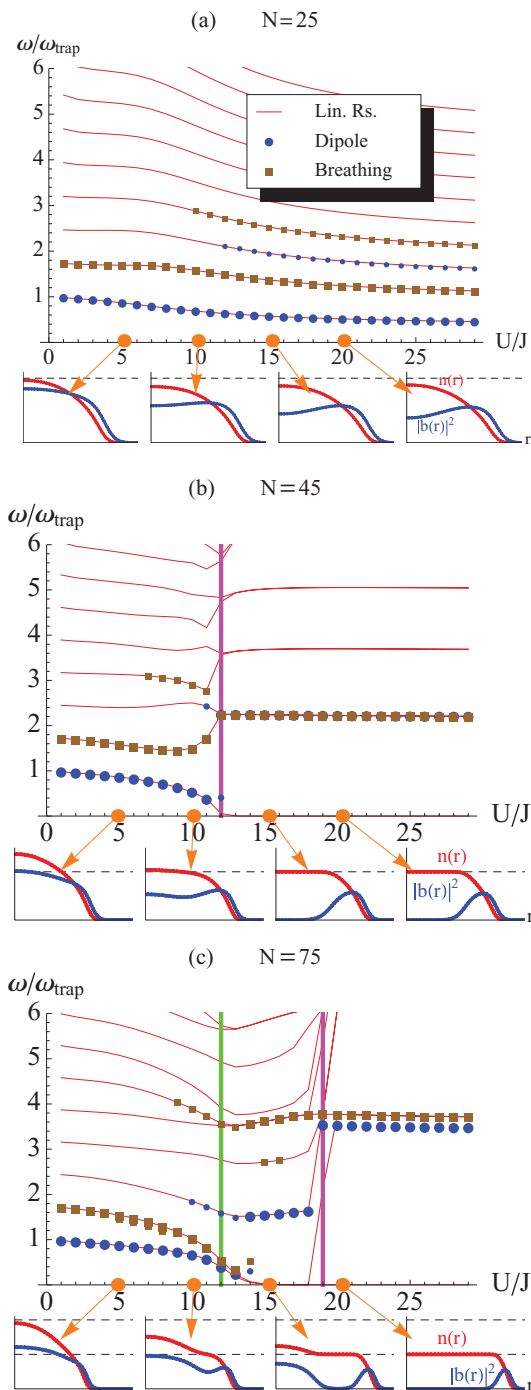 (a) N=25
ω/ω_trap
6
5
4
3
2
1
Lin. Rs.
Dipole
Breathing
0 5 10 15 20 25 U/J
n(r)
|b(r)|²
r
(b) N=45
ω/ω_trap
6
5
4
3
2
1
0 5 10 15 20 25 U/J
n(r)
|b(r)|²
r
(c) N=75
ω/ω_trap
6
5
4
3
2
1
0 5 10 15 20 25 U/J
n(r)
|b(r)|²
r